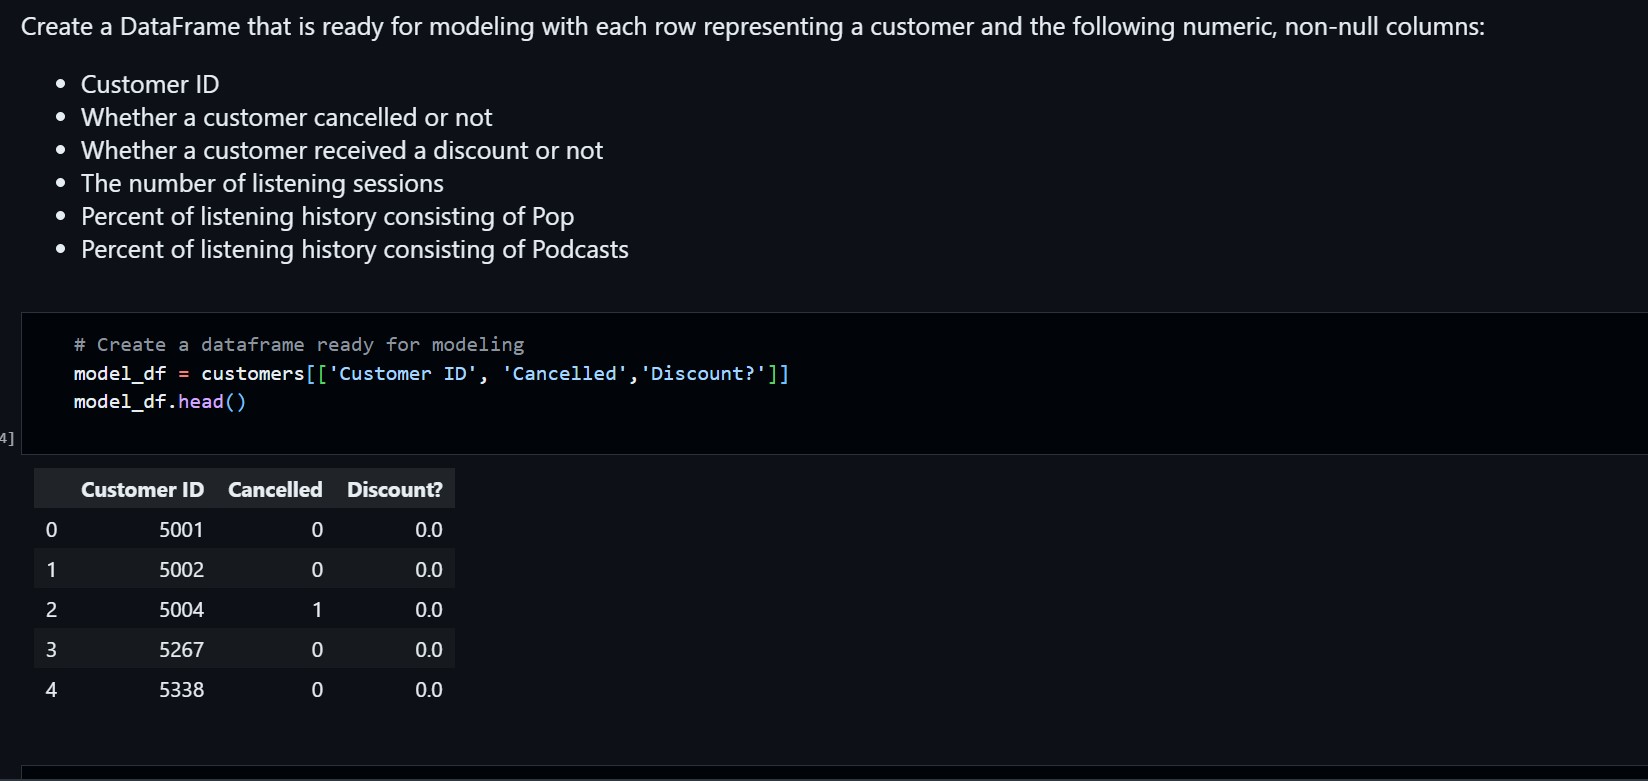 Create a DataFrame that is ready for modeling with each row representing a customer and the following numeric, non-null columns:
• Customer ID
• Whether a customer cancelled or not
• Whether a customer received a discount or not
• The number of listening sessions
• Percent of listening history consisting of Pop
• Percent of listening history consisting of Podcasts
# Create a dataframe ready for modeling
model_df = customers[['Customer ID', 'Cancelled','Discount?']]
model_df.head()
4]
Customer ID Cancelled Discount?
0 5001 0 0.0
1 5002 0 0.0
2 5004 1 0.0
3 5267 0 0.0
4 5338 0 0.0